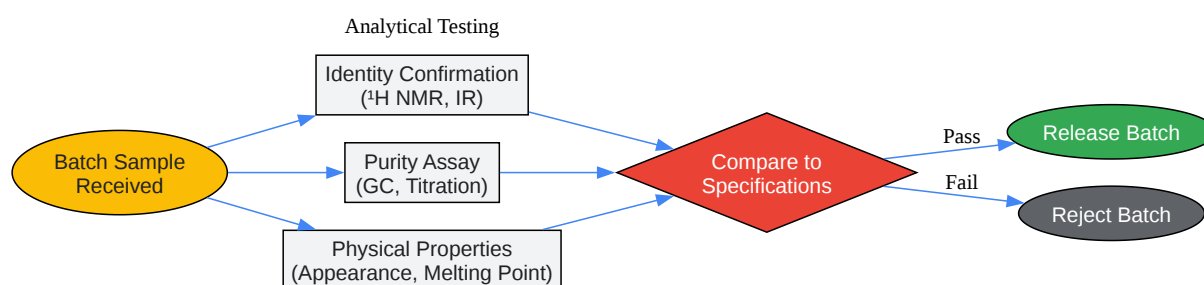 Analytical Testing
Identity Confirmation
(¹H NMR, IR)
Batch Sample
Received
Purity Assay
(GC, Titration)
Physical Properties
(Appearance, Melting Point)
Compare to
Specifications
Pass
Release Batch
Fail
Reject Batch